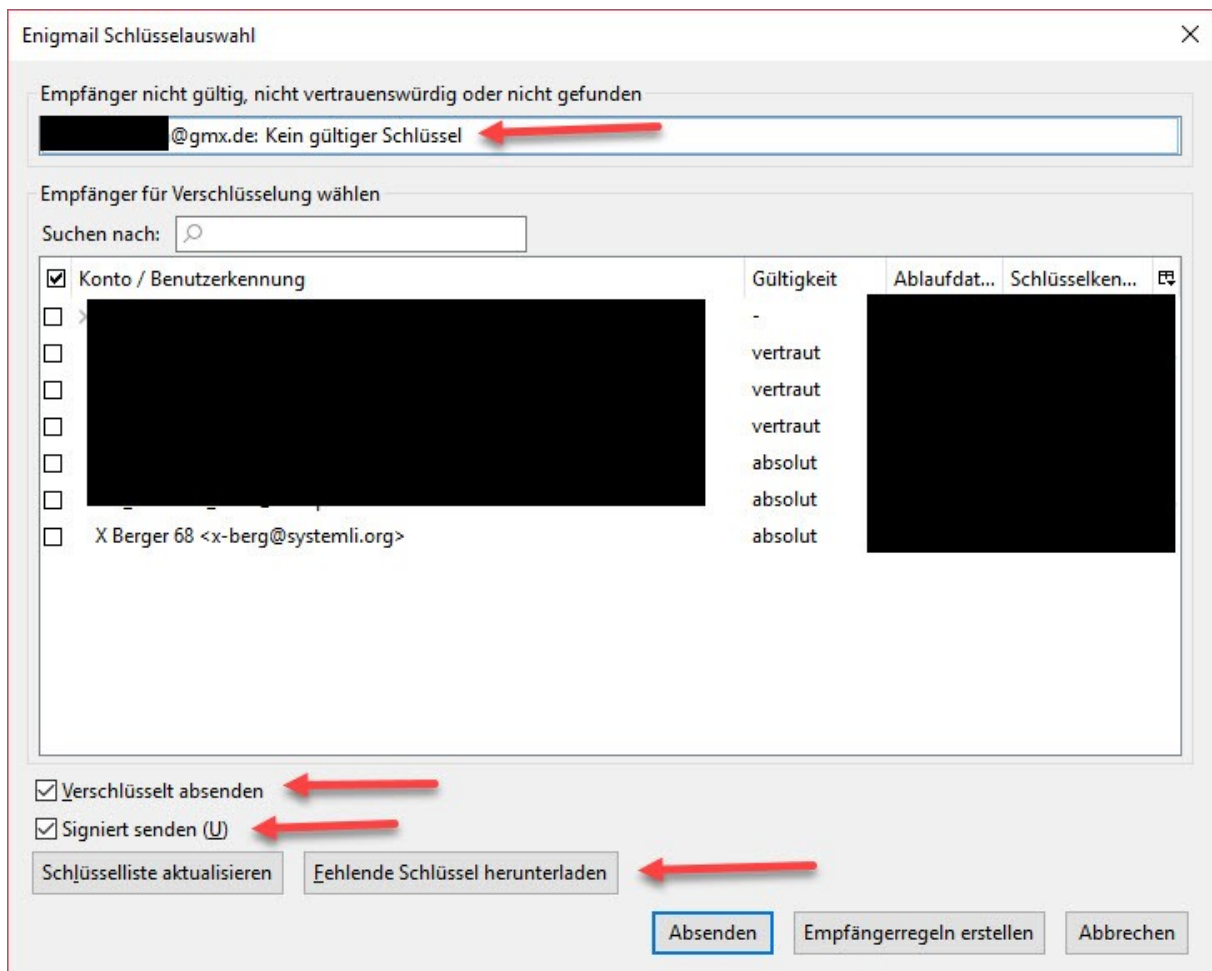 Enigmail Schlüsselauswahl
Empfänger nicht gültig, nicht vertrauenswürdig oder nicht gefunden
@gmx.de: Kein gültiger Schlüssel
Empfänger für Verschlüsselung wählen
Suchen nach:
Konto / Benutzerkennung Gültigkeit Ablaufdat... Schlüsselken...
-
vertraut
vertraut
vertraut
absolut
absolut
X Berger 68 <x-berg@systemli.org> absolut
Verschlüsselt absenden
Signiert senden (U)
Schlüsselliste aktualisieren Fehlende Schlüssel herunterladen
Absenden Empfängerregeln erstellen Abbrechen